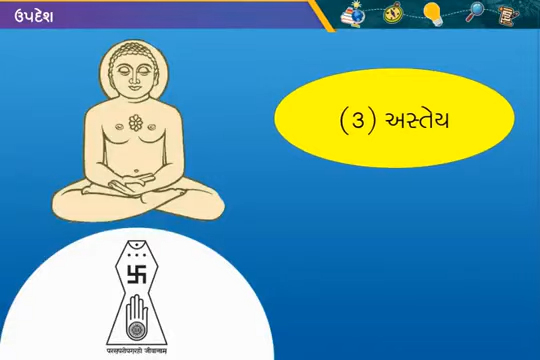 ઉપદેશ
(૩) અસ્તેય
परस्परोपग्रहो जीवानाम्